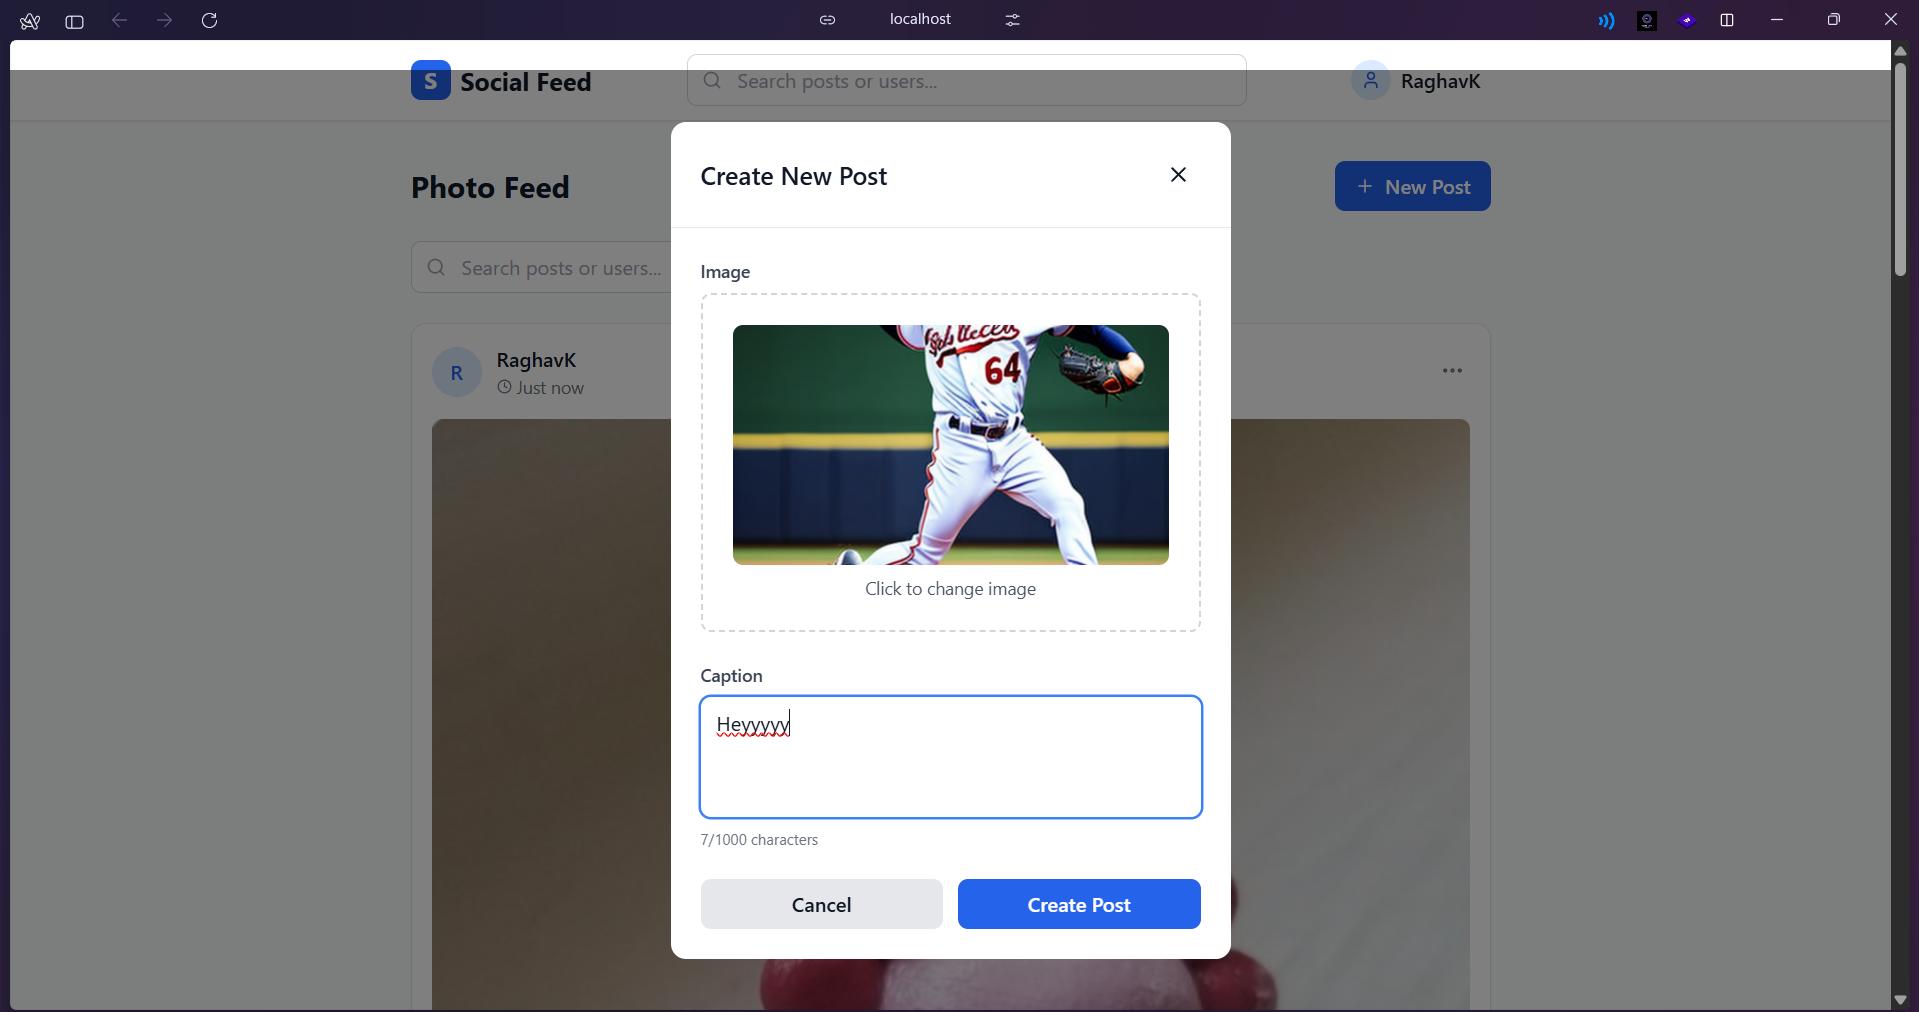 localhost
S Social Feed
Search posts or users...
RaghavK
Create New Post
Photo Feed
+ New Post
Search posts or users...
Image
R
RaghavK
Just now
64
Click to change image
Caption
Heyyyyy
7/1000 characters
Cancel
Create Post